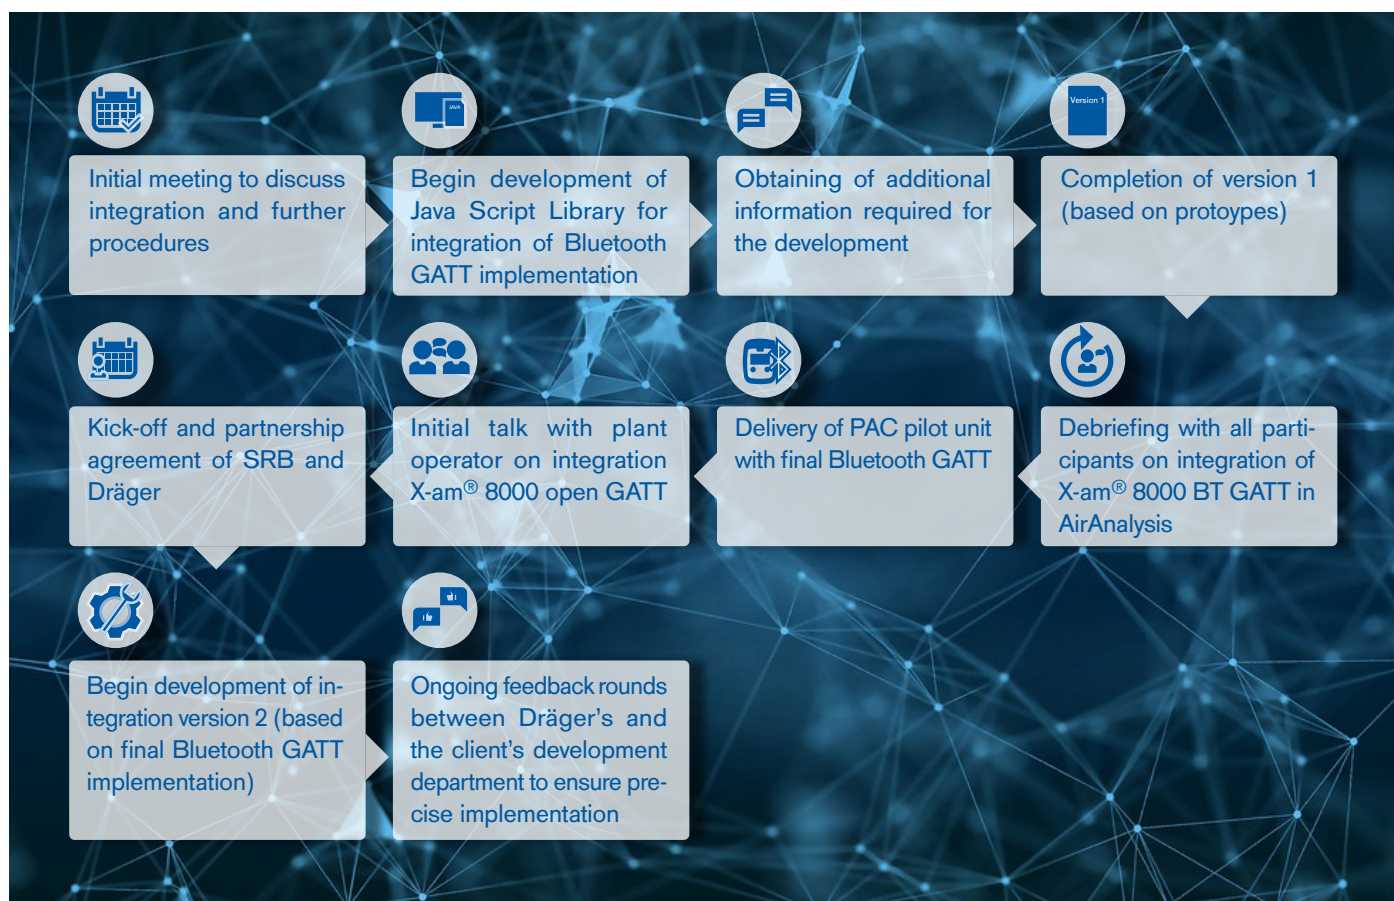 JAVA
Version 1
Initial meeting to discuss
integration and further
procedures
Begin development of
Java Script Library for
integration of Bluetooth
GATT implementation
Obtaining of additional
information required for
the development
Completion of version 1
(based on protoypes)
Debriefing with all parti-
cipants on integration of
X-am® 8000 BT GATT in
AirAnalysis
Delivery of PAC pilot unit
with final Bluetooth GATT
Initial talk with plant
operator on integration
X-am® 8000 open GATT
Kick-off and partnership
agreement of SRB and
Dräger
Begin development of in-
tegration version 2 (based
on final Bluetooth GATT
implementation)
Ongoing feedback rounds
between Dräger's and
the client's development
department to ensure pre-
cise implementation